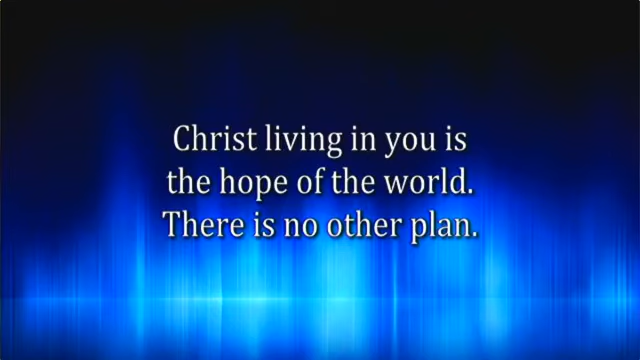 Christ living in you is
the hope of the world.
There is no other plan.